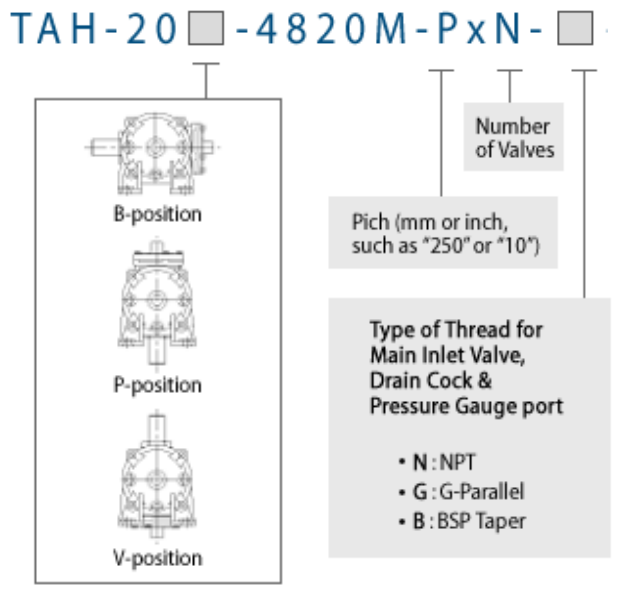 TAH-20□-4820M-PxN-□
Number
of Valves
B-position
Pich (mm or inch,
such as “250” or “10”)
P-position
Type of Thread for
Main Inlet Valve,
Drain Cock &
Pressure Gauge port
• N : NPT
• G : G-Parallel
• B : BSP Taper
V-position